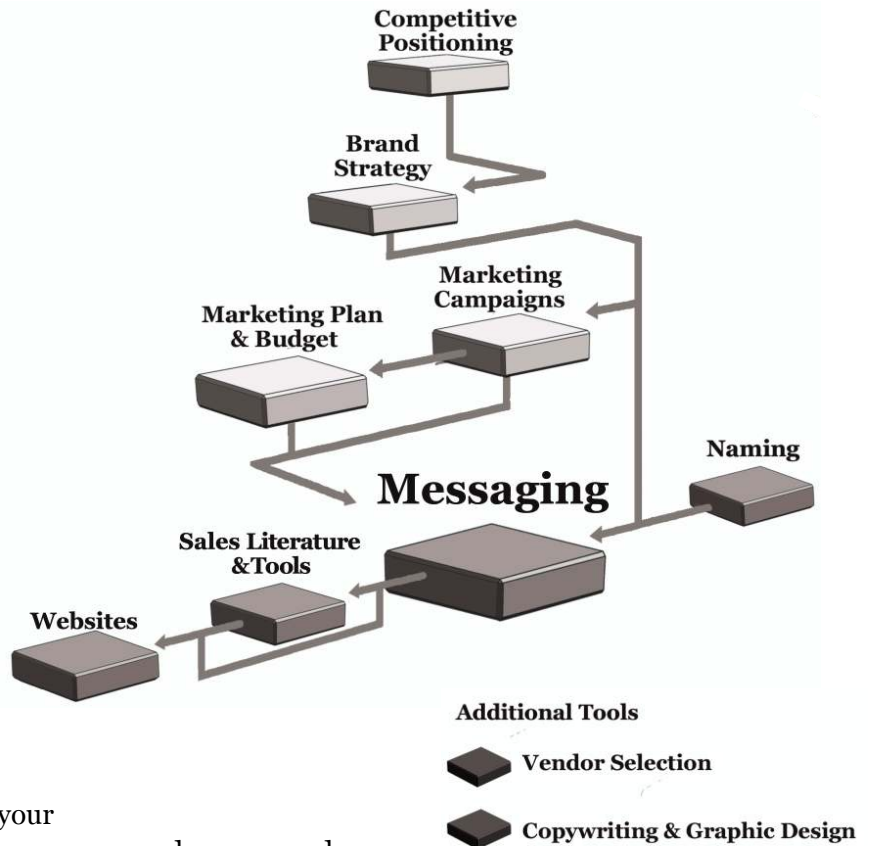 Competitive
Positioning
Brand
Strategy
Marketing
Campaigns
Marketing Plan
& Budget
Naming
Messaging
Sales Literature
&Tools
Websites
Additional Tools
Vendor Selection
your
Copywriting & Graphic Design